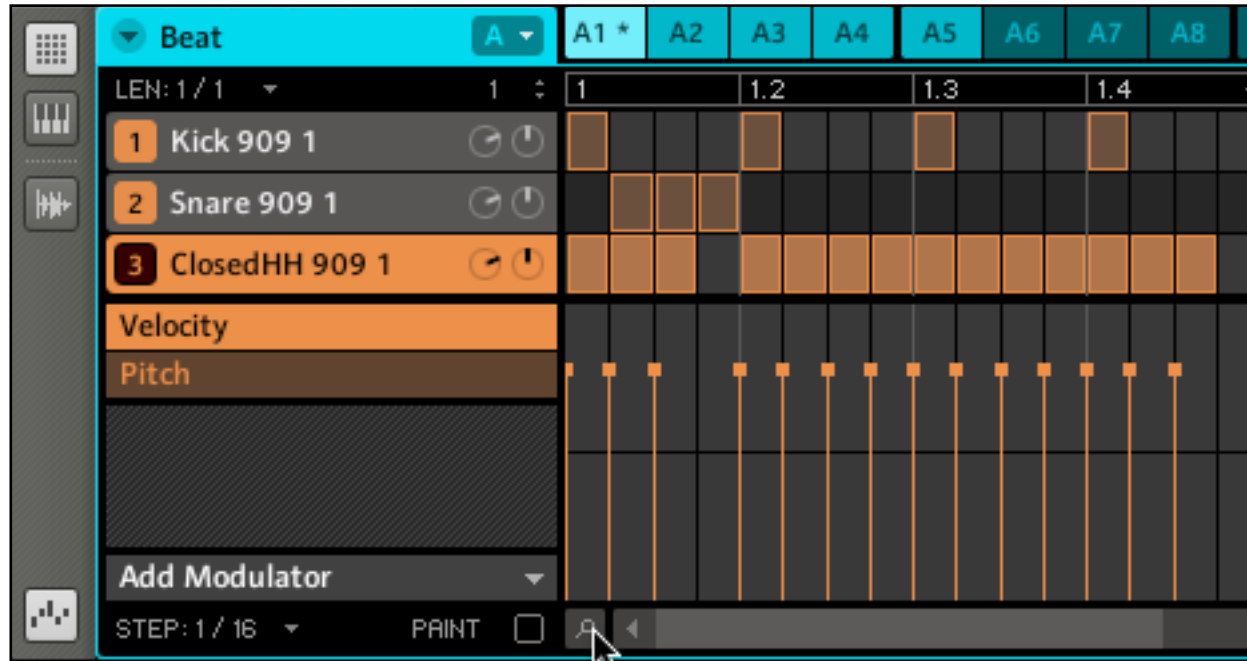 Beat A A1 * A2 A3 A4 A5 A6 A7 A8
LEN: 1 / 1 1 1 1.2 1.3 1.4
1 Kick 909 1
2 Snare 909 1
3 ClosedHH 909 1
Velocity
Pitch
Add Modulator
STEP: 1 / 16 PAINT